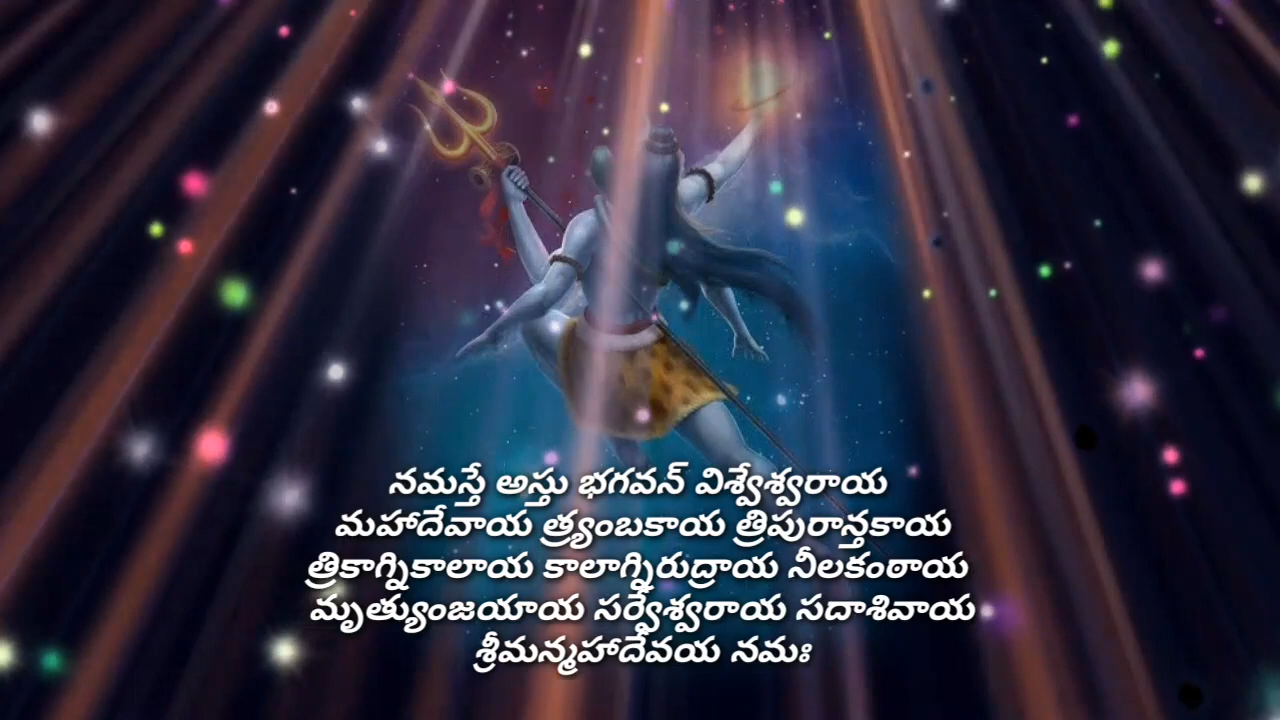 నమస్తే అస్తు భగవన్ విశ్వేశ్వరాయ
మహాదేవాయ త్ర్యంబకాయ త్రిపురాన్తకాయ
త్రికాగ్నికాలాయ కాలాగ్నిరుద్రాయ నీలకంఠాయ
మృత్యుంజయాయ సర్వేశ్వరాయ సదాశివాయ
శ్రీమన్మహాదేవయ నమః